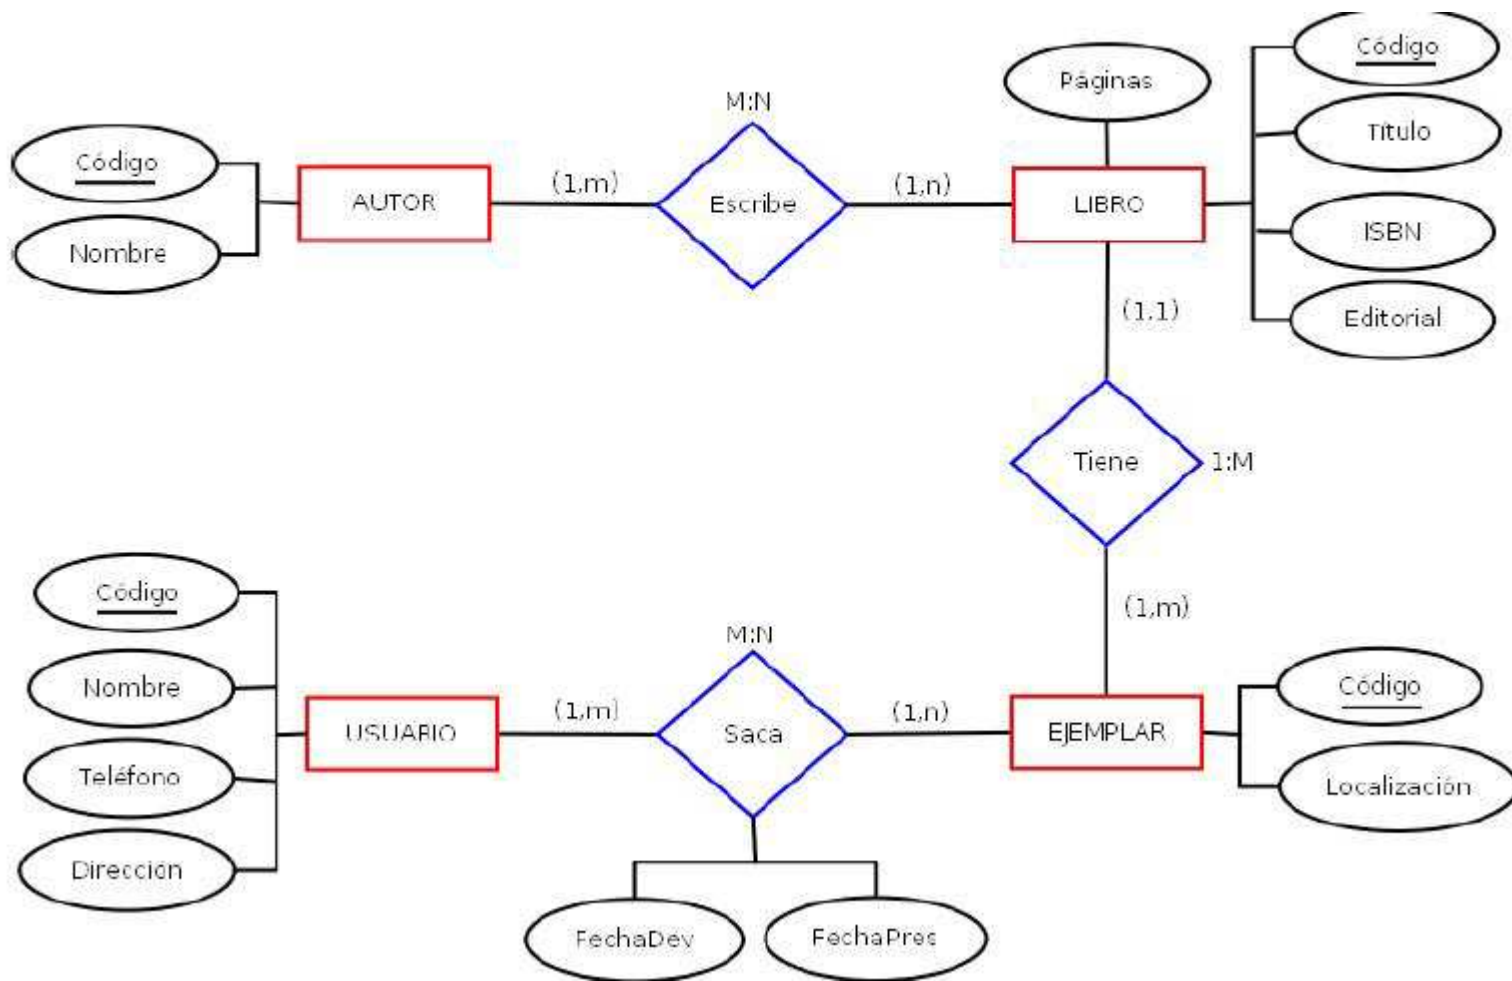 Código
Páginas
M:N
Título
Código
(1,m)
(1,n)
AUTOR
Escribe
LIBRO
ISBN
Nombre
(1,1)
Editorial
Tiene
1:M
Código
(1,m)
M:N
Nombre
Código
(1,m)
(1,n)
USUARIO
Saca
EJEMPLAR
Teléfono
Localización
Dirección
FechaDev
FechaPres